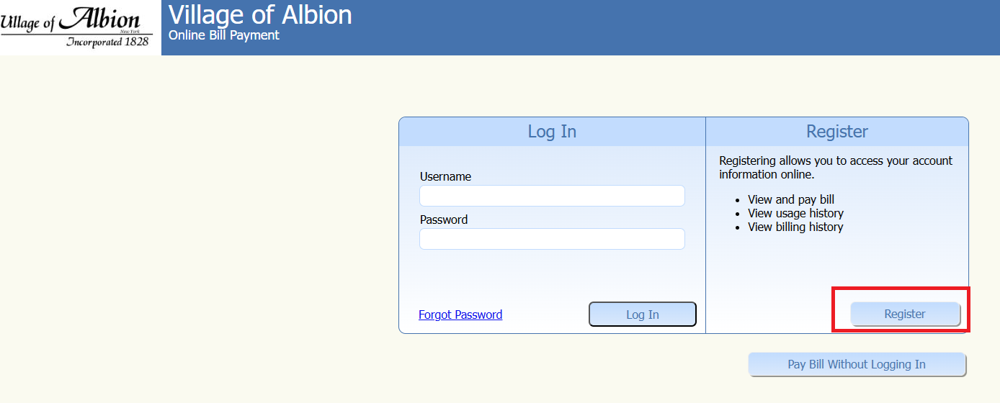 Village of Albion
New York
Incorporated 1828
Village of Albion
Online Bill Payment
Log In
Username
Password
Forgot Password
Log In
Register
Registering allows you to access your account
information online.
View and pay bill
View usage history
View billing history
Register
Pay Bill Without Logging In